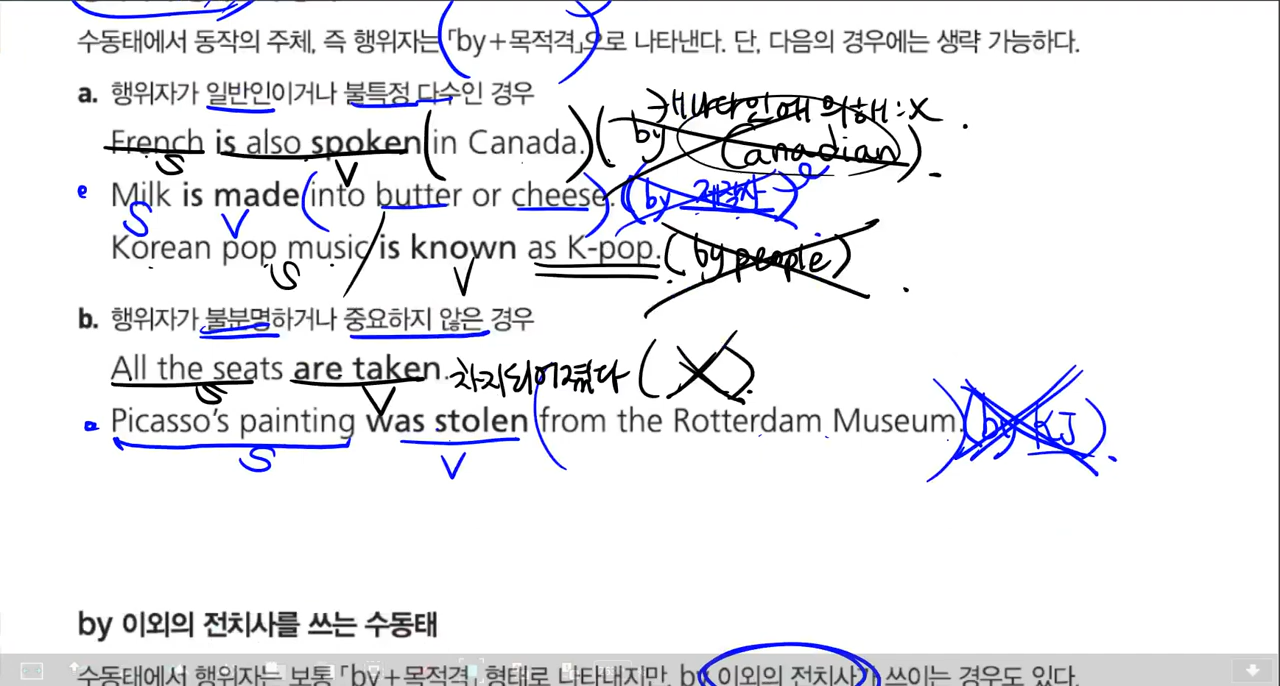 수동태에서 동작의 주체, 즉 행위자는 「by+목적격」으로 나타낸다. 단, 다음의 경우에는 생략 가능하다.
a. 행위자가 일반인이거나 불특정 다수인 경우
캐나다인에 의해 : X
French is also spoken (in Canada.) (by Canadian).
S V
Milk is made (into butter or cheese.) (by
S V
Korean pop music / is known as K-pop. (by people)
S V
b. 행위자가 불분명하거나 중요하지 않은 경우
All the seats are taken. 차지되어졌다 ( X ).
S V
Picasso's painting was stolen (from the Rotterdam Museum.) (by KJ).
S V
by 이외의 전치사를 쓰는 수동태
수동태에서 행위자는 보통 「by+목적격」 형태로 나타내지만, by 이외의 전치사가 쓰이는 경우도 있다.